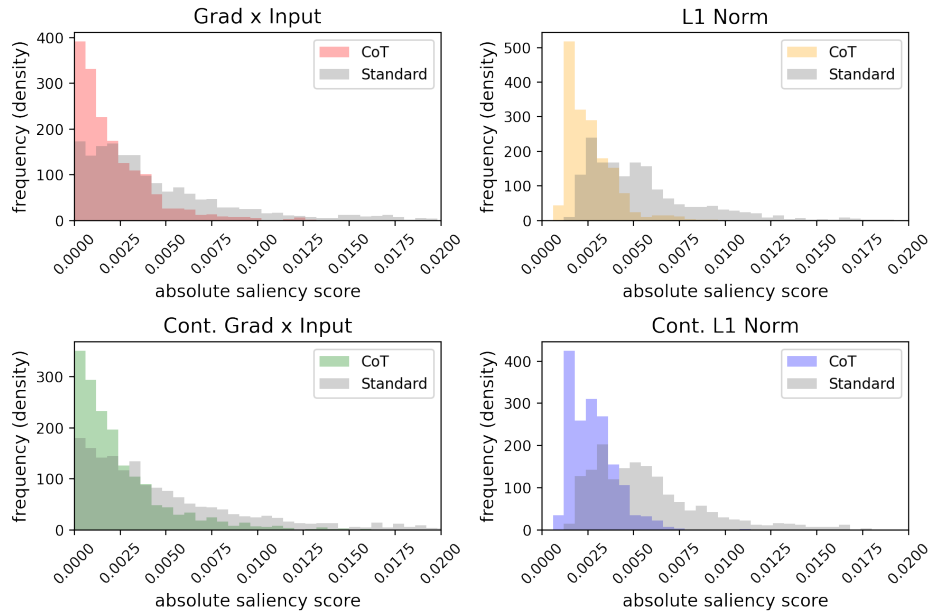 Grad x Input
CoT
Standard
frequency (density)
400
300
200
100
0
0.0000
0.0025
0.0050
0.0075
0.0100
0.0125
0.0150
0.0175
0.0200
absolute saliency score
L1 Norm
CoT
Standard
frequency (density)
500
400
300
200
100
0
0.0000
0.0025
0.0050
0.0075
0.0100
0.0125
0.0150
0.0175
0.0200
absolute saliency score
Cont. Grad x Input
CoT
Standard
frequency (density)
300
200
100
0
0.0000
0.0025
0.0050
0.0075
0.0100
0.0125
0.0150
0.0175
0.0200
absolute saliency score
Cont. L1 Norm
CoT
Standard
frequency (density)
400
300
200
100
0
0.0000
0.0025
0.0050
0.0075
0.0100
0.0125
0.0150
0.0175
0.0200
absolute saliency score